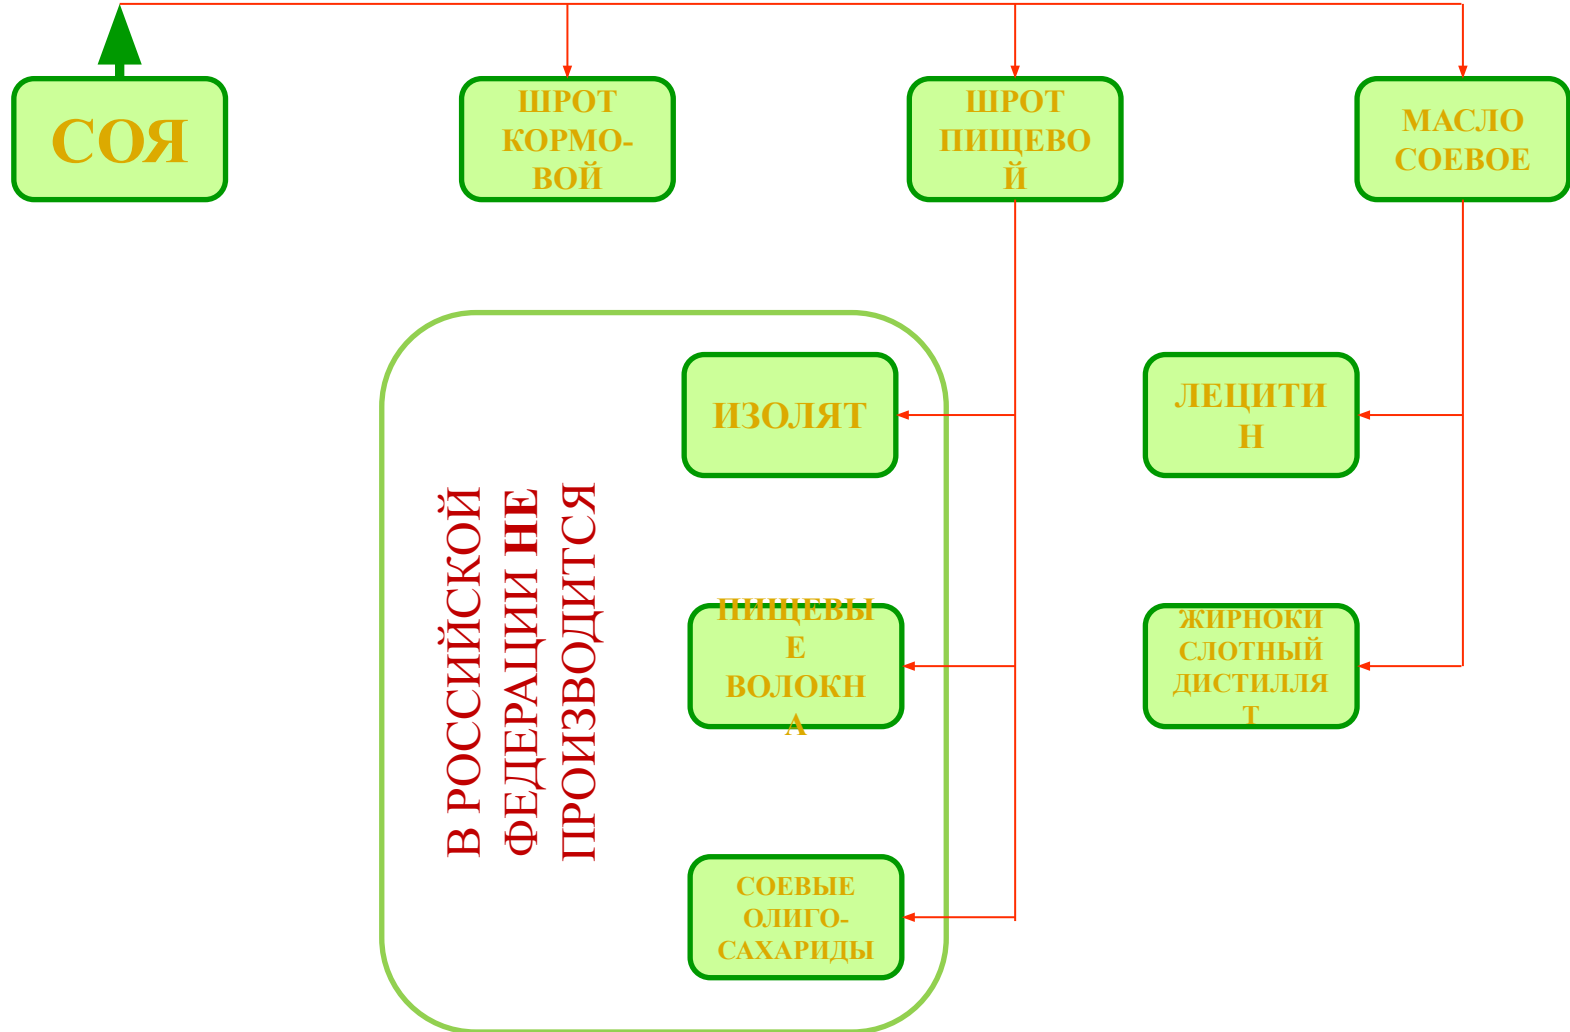 СОЯ
ШРОТ
КОРМО-
ВОЙ
ШРОТ
ПИЩЕВО
Й
МАСЛО
СОЕВОЕ
В РОССИЙСКОЙ
ФЕДЕРАЦИИ НЕ
ПРОИЗВОДИТСЯ
ИЗОЛЯТ
ЛЕЦИТИ
Н
ПИЩЕВЫ
Е
ВОЛОКН
А
ЖИРНОКИ
СЛОТНЫЙ
ДИСТИЛЛЯ
Т
СОЕВЫЕ
ОЛИГО-
САХАРИДЫ